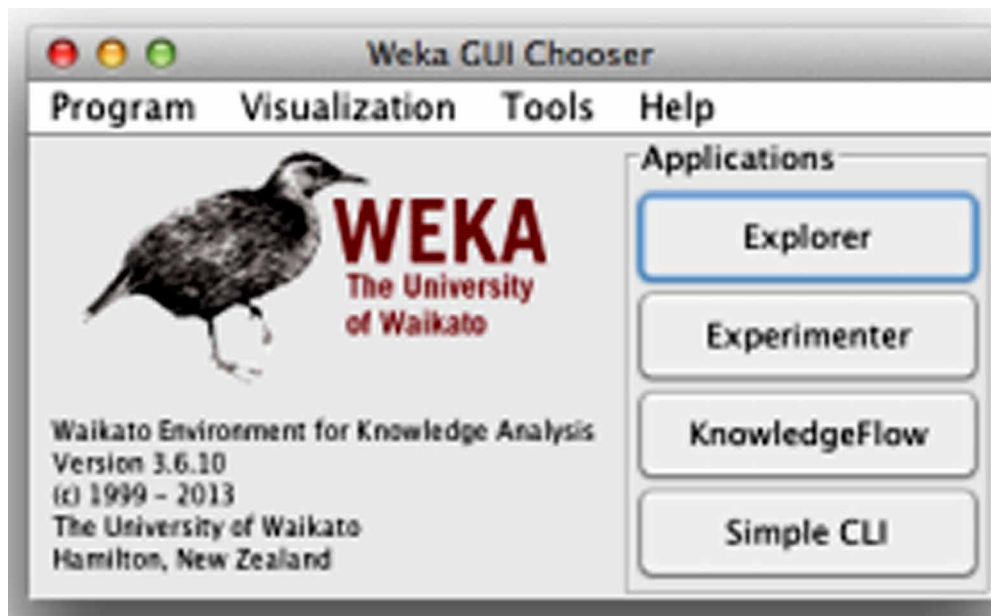 Weka GUI Chooser
Program Visualization Tools Help
WEKA
The University
of Waikato
Waikato Environment for Knowledge Analysis
Version 3.6.10
(c) 1999 – 2013
The University of Waikato
Hamilton, New Zealand
Applications
Explorer
Experimenter
KnowledgeFlow
Simple CLI